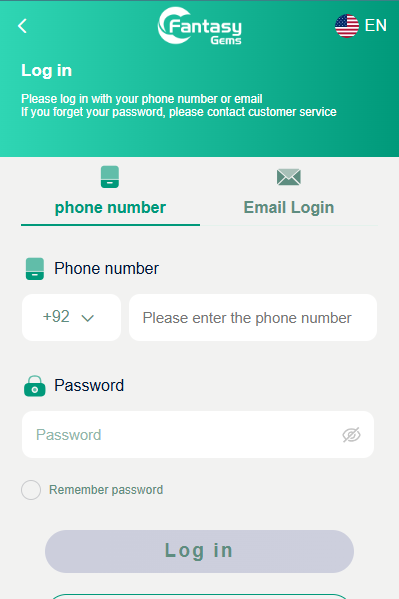 Fantasy
Gems
EN
Log in
Please log in with your phone number or email
If you forget your password, please contact customer service
phone number
Email Login
Phone number
+92
Please enter the phone number
Password
Password
Remember password
Log in